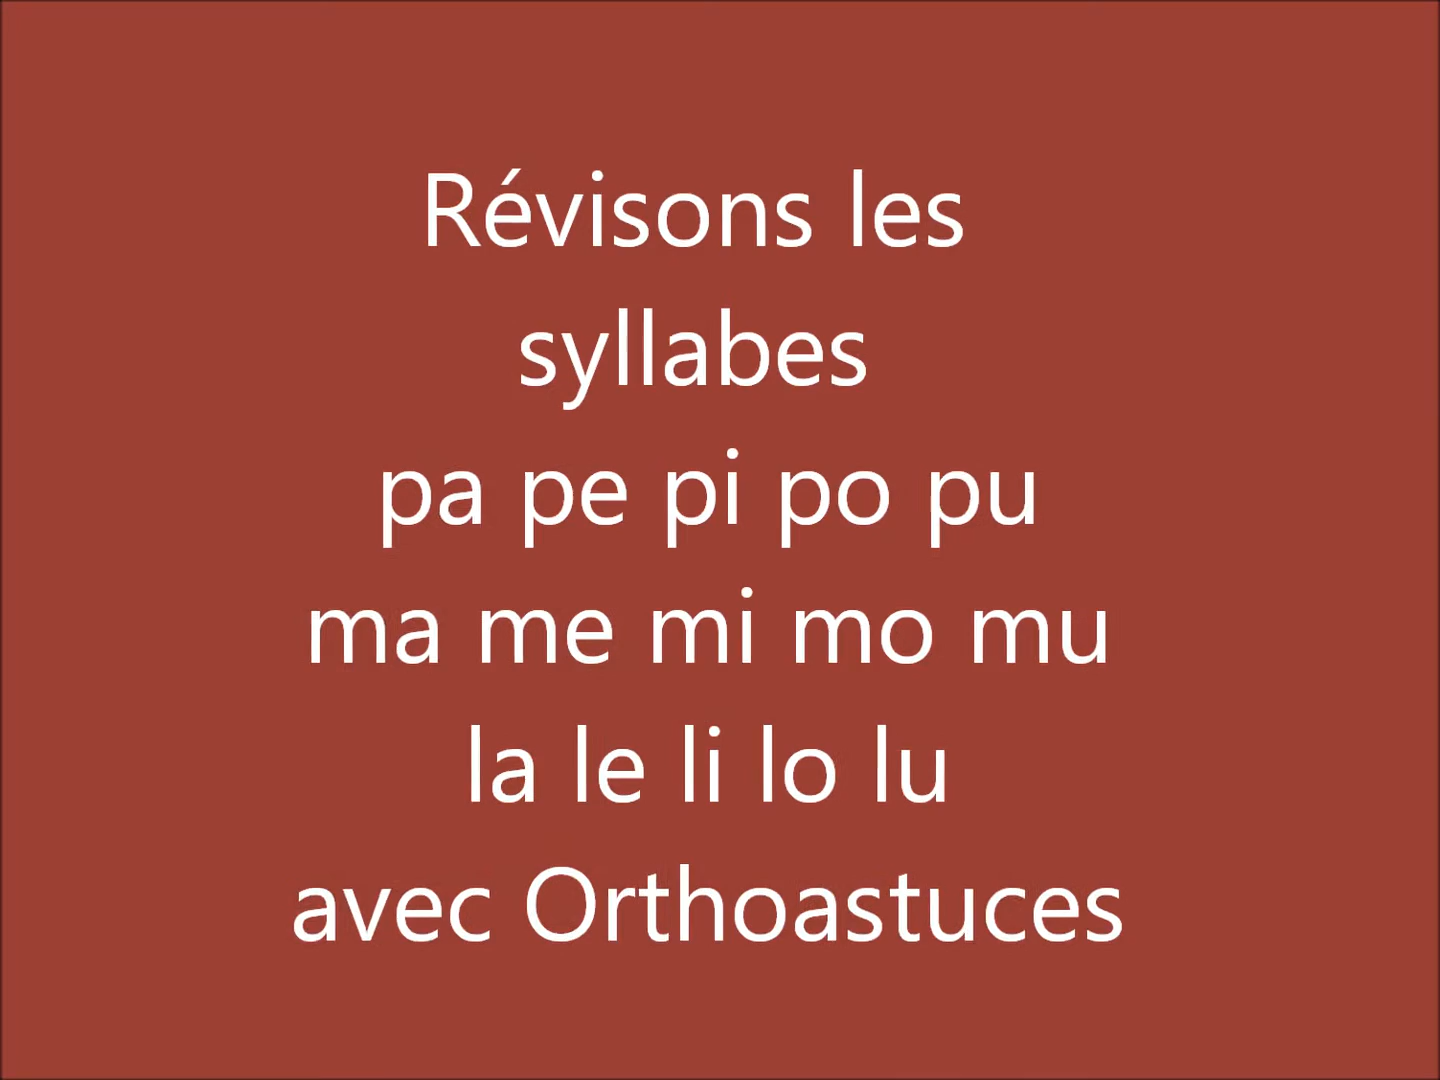 Révisons les
syllabes
pa pe pi po pu
ma me mi mo mu
la le li lo lu
avec Orthoastuces